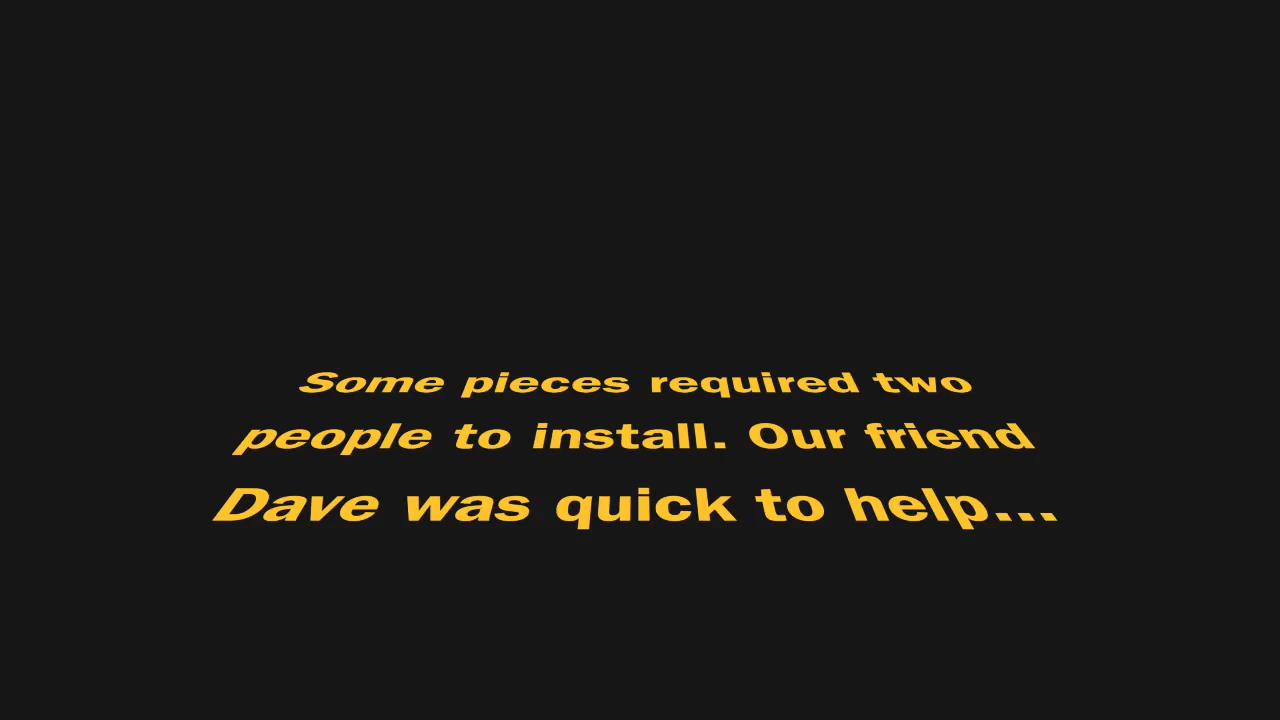 Some pieces required two
people to install. Our friend
Dave was quick to help...